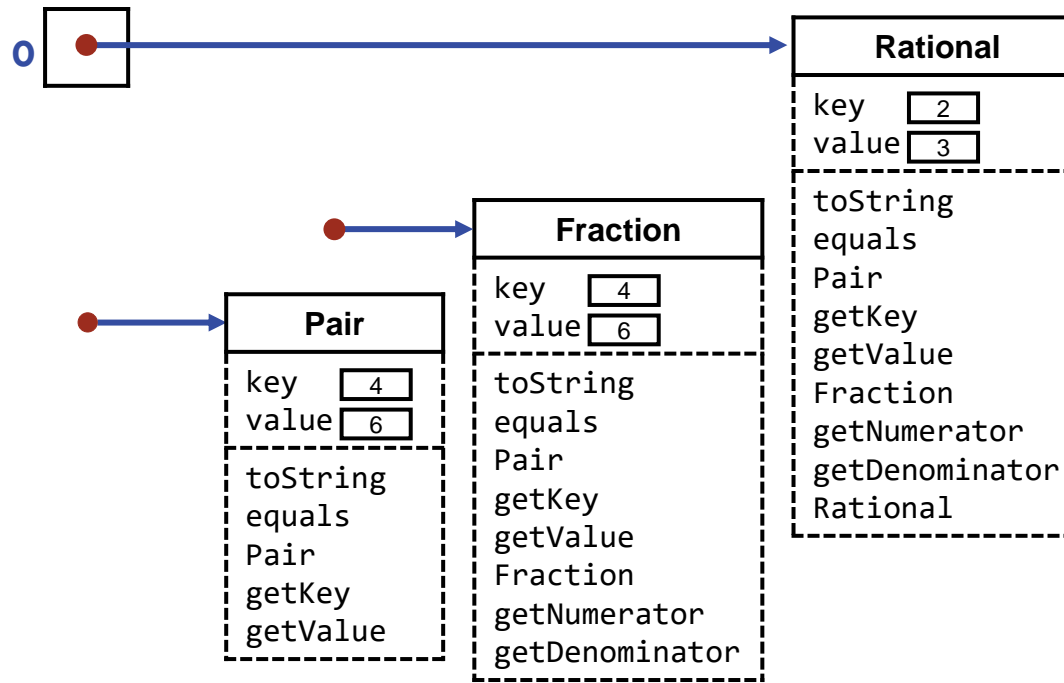 o
Rational
key 2
value 3
toString
equals
Pair
getKey
getValue
Fraction
getNumerator
getDenominator
Rational
Fraction
key 4
value 6
toString
equals
Pair
getKey
getValue
Fraction
getNumerator
getDenominator
Pair
key 4
value 6
toString
equals
Pair
getKey
getValue